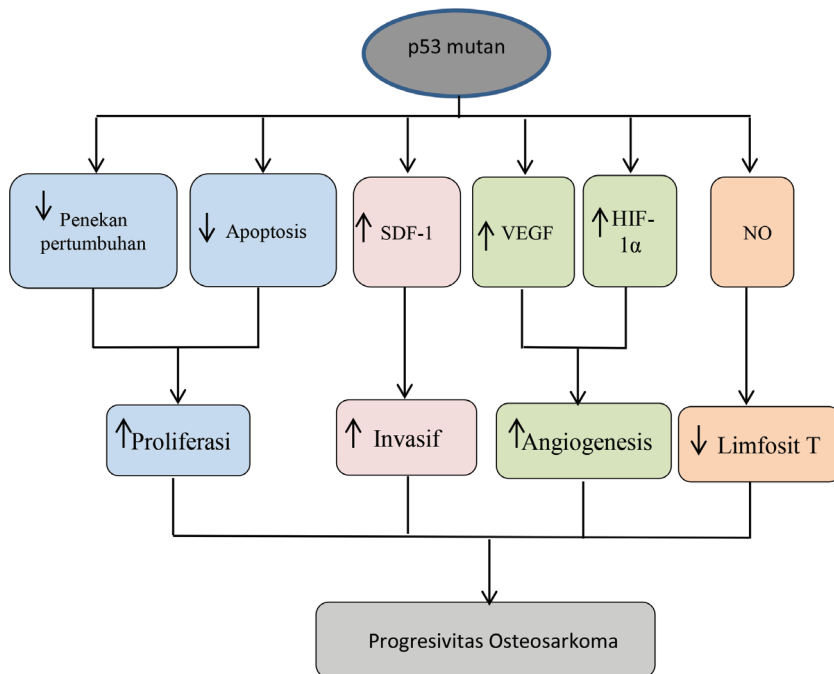 p53 mutan
↓ Penekan
pertumbuhan
↓ Apoptosis
↑ SDF-1
↑ VEGF
↑ HIF-
1α
NO
↑ Proliferasi
↑ Invasif
↑ Angiogenesis
↓ Limfosit T
Progresivitas Osteosarkoma